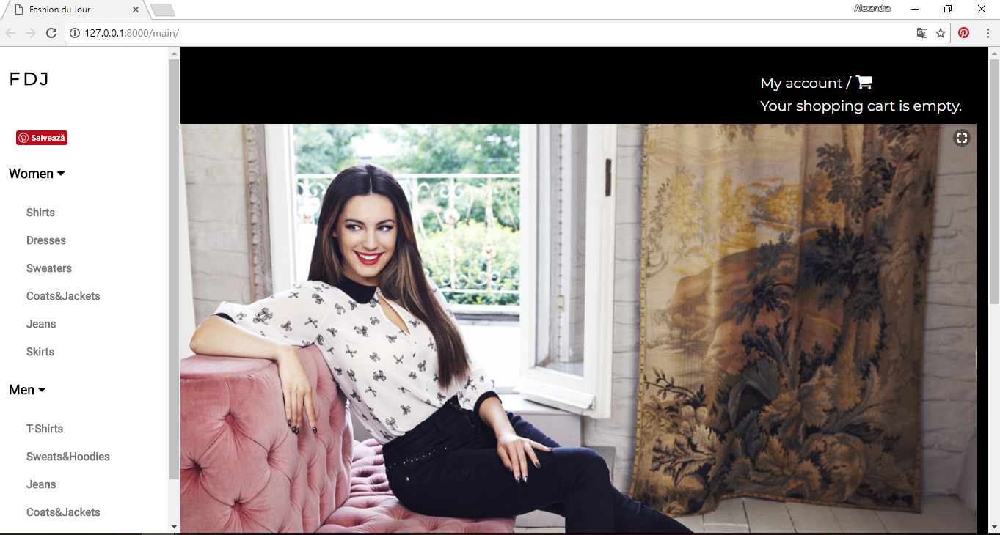 Fashion du Jour
Alexandra
127.0.0.1:8000/main/
FDJ
Salvează
Women
Shirts
Dresses
Sweaters
Coats&Jackets
Jeans
Skirts
Men
T-Shirts
Sweats&Hoodies
Jeans
Coats&Jackets
My account /
Your shopping cart is empty.